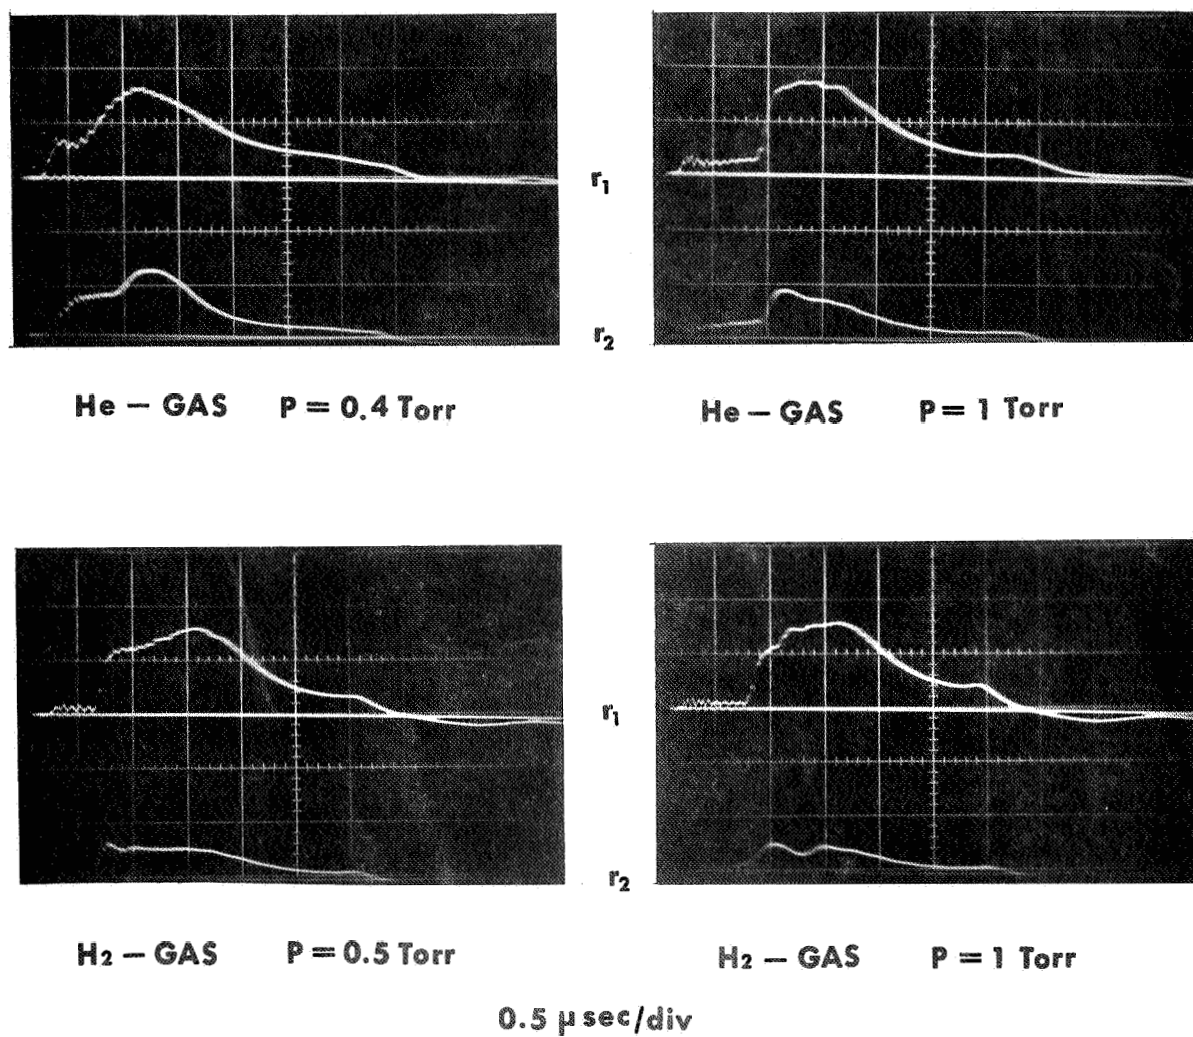 r₁
r₂
He – GAS P = 0.4 Torr
He – GAS P = 1 Torr
r₁
r₂
H₂ – GAS P = 0.5 Torr
H₂ – GAS P = 1 Torr
0.5 µsec/div